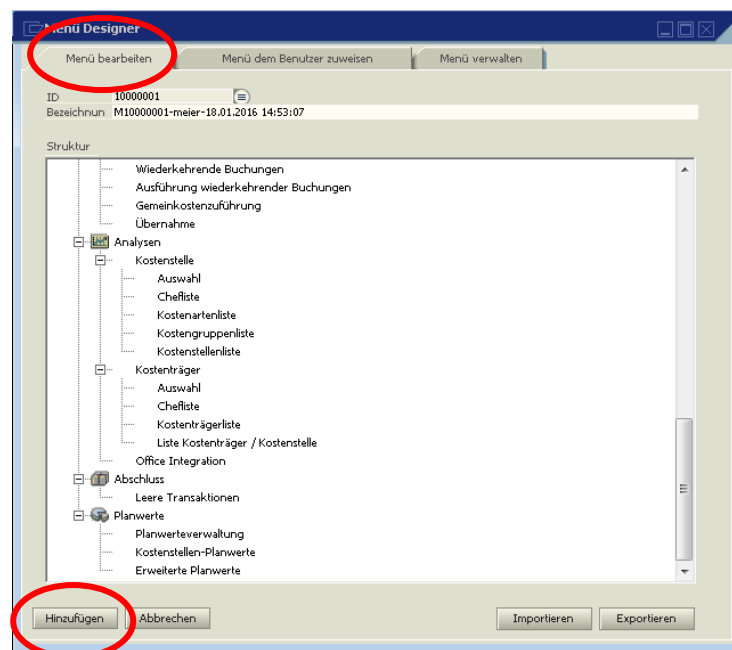 Menü Designer
Menü bearbeiten Menü dem Benutzer zuweisen Menü verwalten
ID 10000001
Bezeichnun M10000001-meier-18.01.2016 14:53:07
Struktur
Wiederkehrende Buchungen
Ausführung wiederkehrender Buchungen
Gemeinkostenzuführung
Übernahme
Analysen
Kostenstelle
Auswahl
Chefliste
Kostenartenliste
Kostengruppenliste
Kostenstellenliste
Kostenträger
Auswahl
Chefliste
Kostenträgerliste
Liste Kostenträger / Kostenstelle
Office Integration
Abschluss
Leere Transaktionen
Planwerte
Planwerteverwaltung
Kostenstellen-Planwerte
Erweiterte Planwerte
Hinzufügen Abbrechen Importieren Exportieren